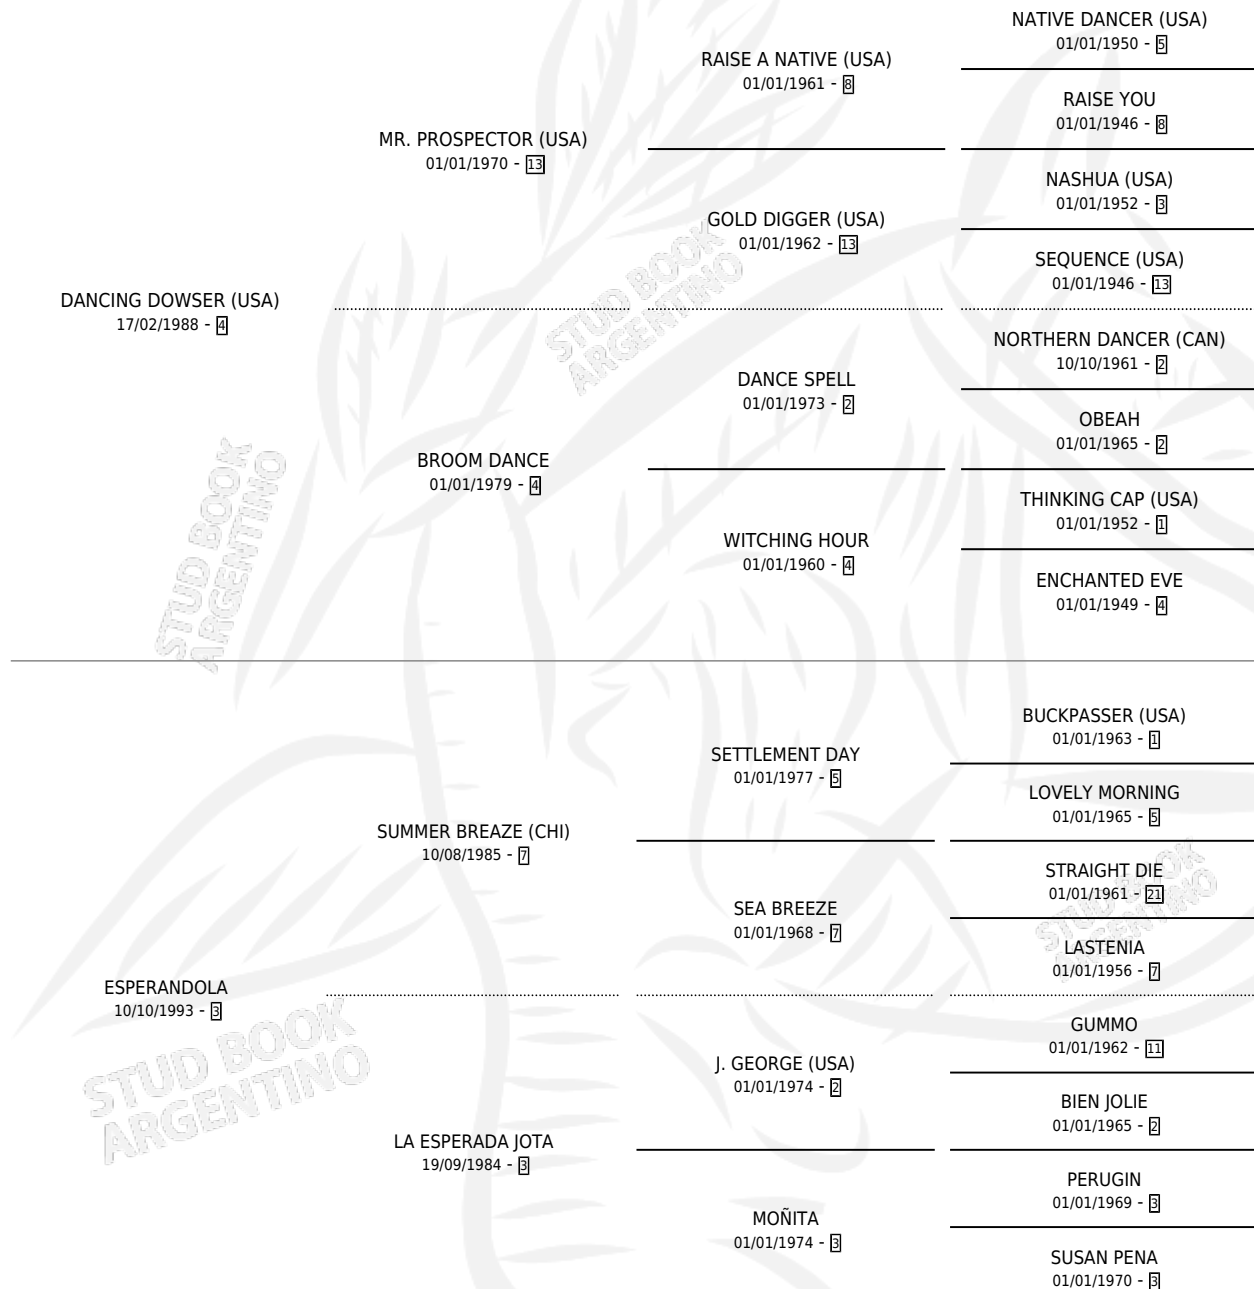 NATIVE DANCER (USA)
01/01/1950 - 5
RAISE A NATIVE (USA)
01/01/1961 - 8
RAISE YOU
01/01/1946 - 8
MR. PROSPECTOR (USA)
01/01/1970 - 13
NASHUA (USA)
01/01/1952 - 3
GOLD DIGGER (USA)
01/01/1962 - 13
SEQUENCE (USA)
01/01/1946 - 13
DANCING DOWSER (USA)
17/02/1988 - 4
NORTHERN DANCER (CAN)
10/10/1961 - 2
DANCE SPELL
01/01/1973 - 2
OBEAH
01/01/1965 - 2
BROOM DANCE
01/01/1979 - 4
THINKING CAP (USA)
01/01/1952 - 1
WITCHING HOUR
01/01/1960 - 4
ENCHANTED EVE
01/01/1949 - 4
BUCKPASSER (USA)
01/01/1963 - 1
SETTLEMENT DAY
01/01/1977 - 5
LOVELY MORNING
01/01/1965 - 5
SUMMER BREAZE (CHI)
10/08/1985 - 7
STRAIGHT DIE
01/01/1961 - 21
SEA BREEZE
01/01/1968 - 7
LASTENIA
01/01/1956 - 7
ESPERANDOLA
10/10/1993 - 3
GUMMO
01/01/1962 - 11
J. GEORGE (USA)
01/01/1974 - 2
BIEN JOLIE
01/01/1965 - 2
LA ESPERADA JOTA
19/09/1984 - 3
PERUGIN
01/01/1969 - 3
MOÑITA
01/01/1974 - 3
SUSAN PENA
01/01/1970 - 3
STUD BOOK
ARGENTINO
STUD BOOK
ARGENTINO
STUD BOOK
ARGENTINO
STUD BOOK
ARGENTINO